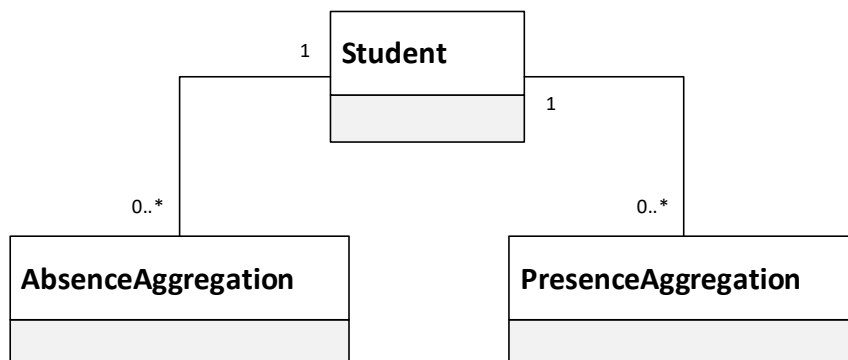 1
Student
1
0..*
0..*
AbsenceAggregation
PresenceAggregation